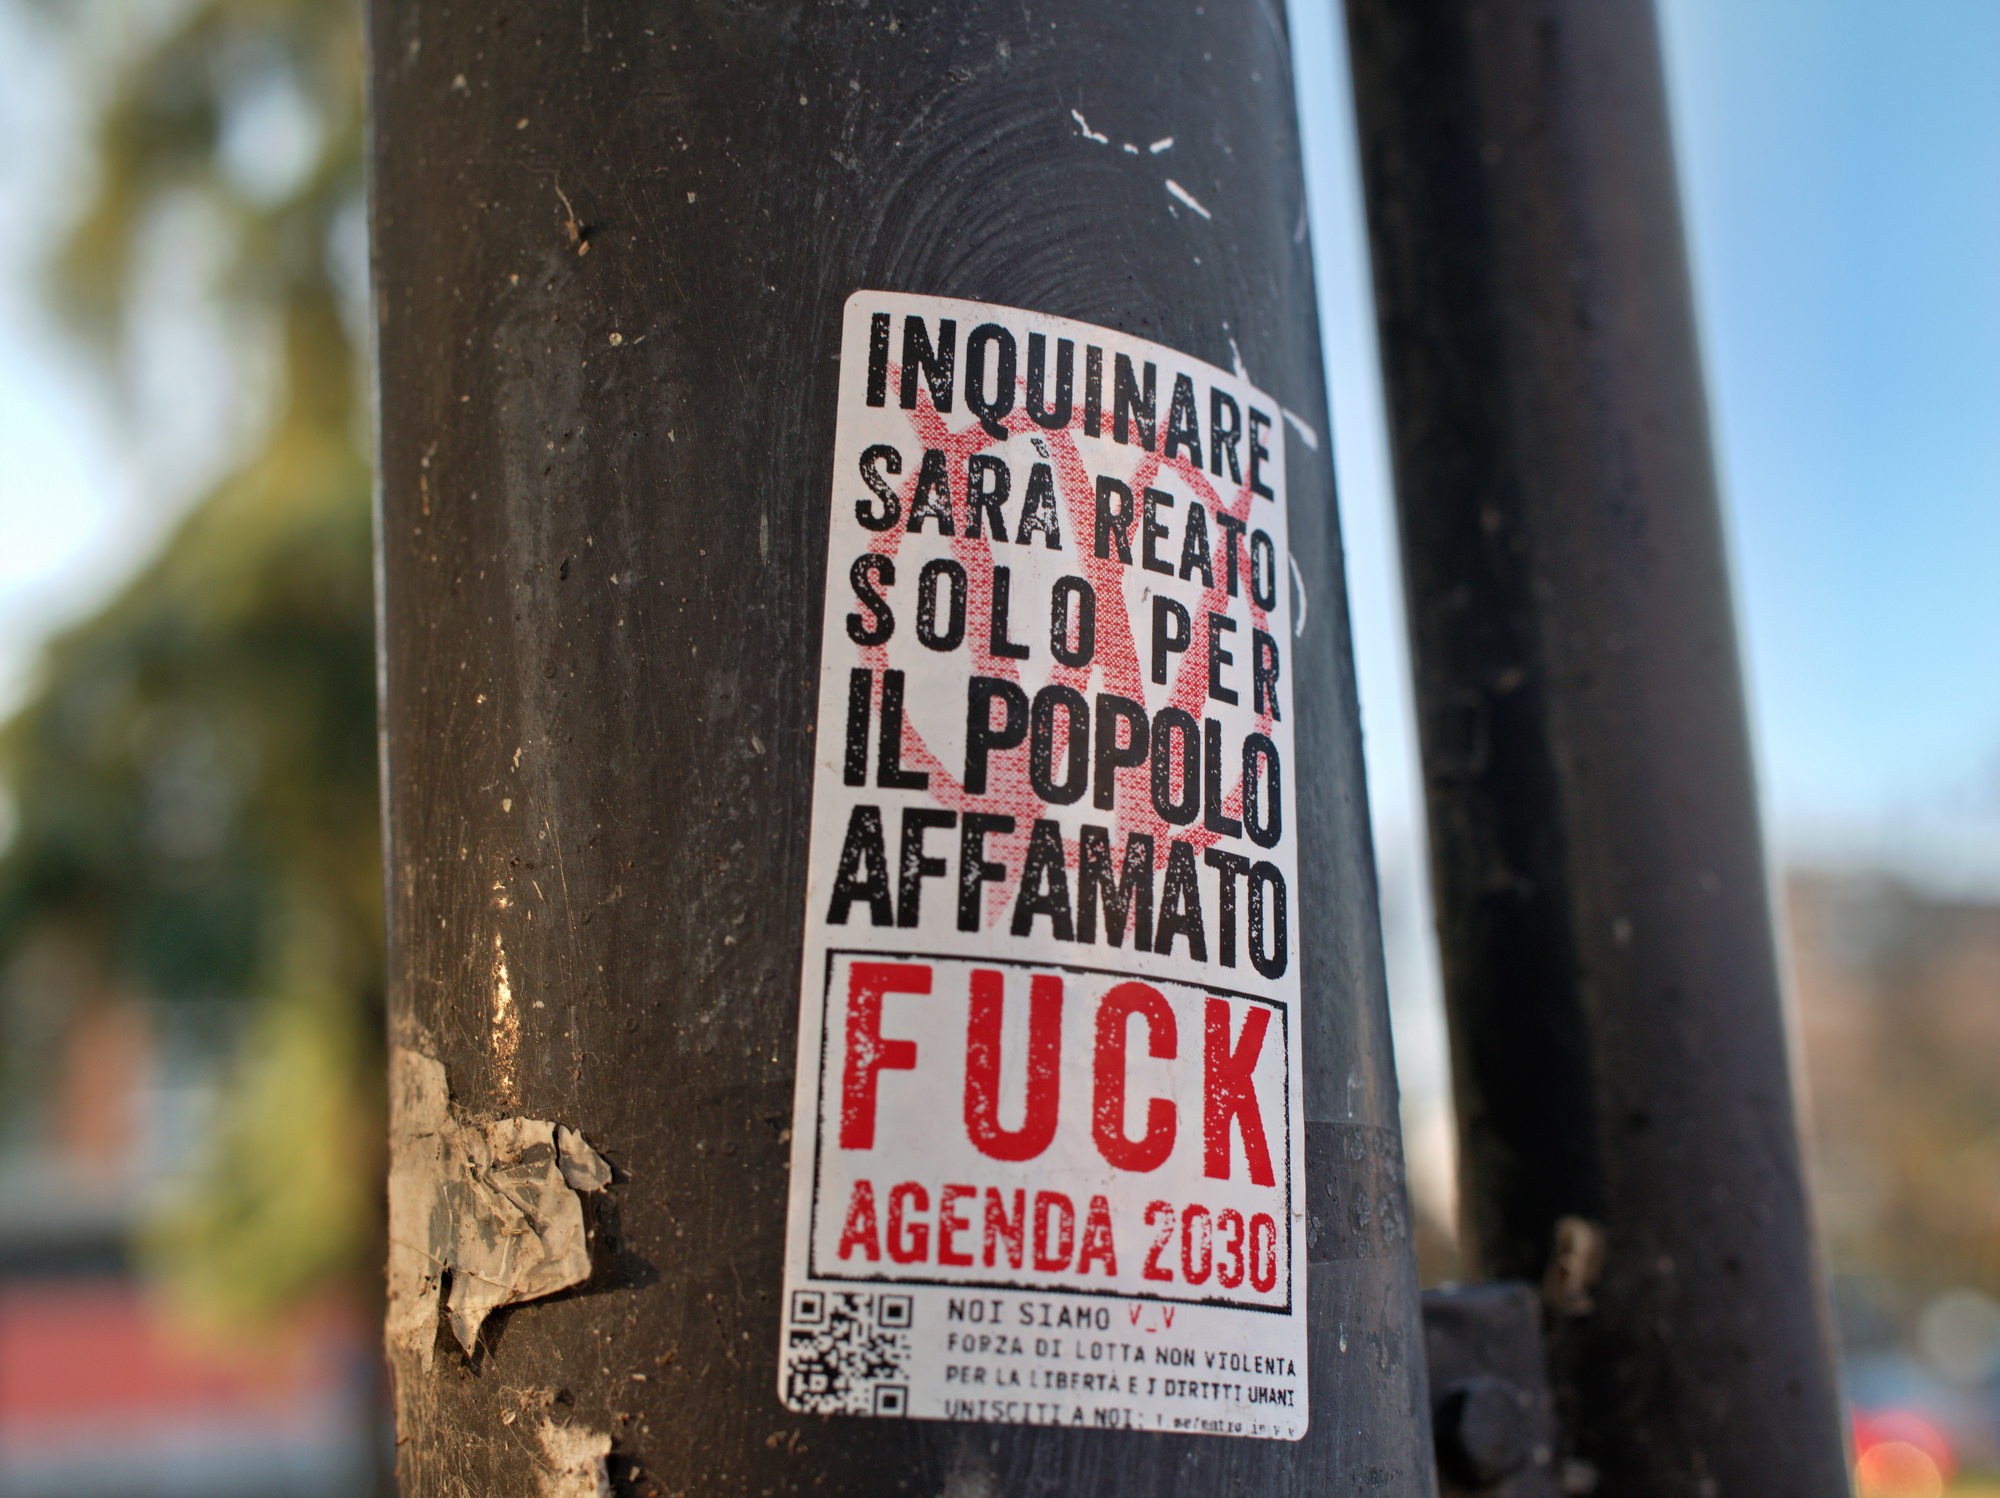 INQUINARE
SARÀ REATO
SOLO PER
IL POPOLO
AFFAMATO
FUCK
AGENDA 2030
NOI SIAMO V_V
FORZA DI LOTTA NON VIOLENTA
PER LA LIBERTÀ E I DIRITTI UMANI
UNISCITI A NOI: